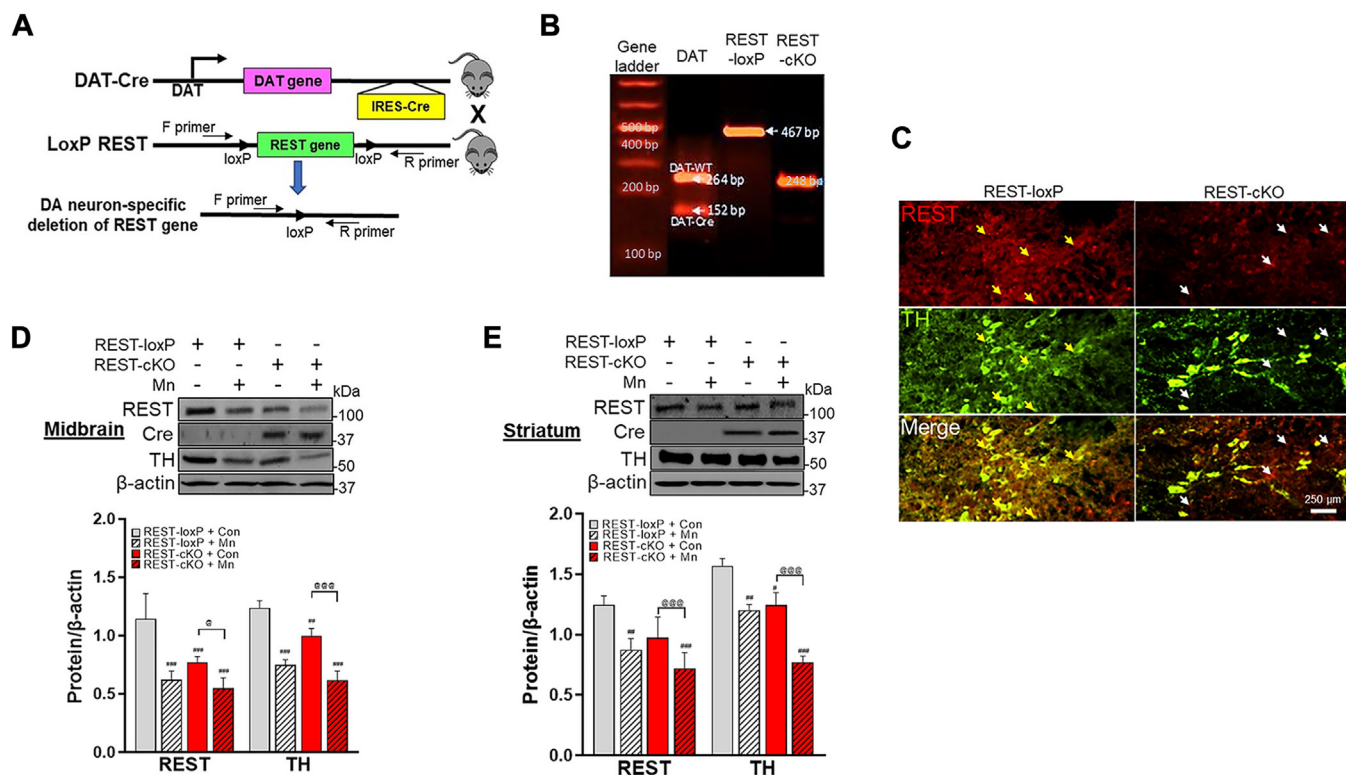 A
DAT-Cre
DAT
DAT gene
IRES-Cre
X
F primer
LoxP REST
loxP
REST gene
loxP
R primer
F primer
DA neuron-specific
deletion of REST gene
loxP
R primer
B
Gene
ladder
DAT
REST
-loxP
REST
-cKO
500 bp
400 bp
200 bp
100 bp
DAT-WT
264 bp
152 bp
DAT-Cre
467 bp
248 bp
C
REST-loxP
REST-cKO
REST
TH
Merge
250 µm
D
REST-loxP + + - -
REST-cKO - - + +
Mn - + - +
kDa
Midbrain
REST
-100
Cre
-37
TH
-50
β-actin
-37
Protein/β-actin
2.0
1.5
1.0
0.5
0.0
REST-loxP + Con
REST-loxP + Mn
REST-cKO + Con
REST-cKO + Mn
###
###
@
###
###
##
@@@
###
REST
TH
E
REST-loxP + + - -
REST-cKO - - + +
Mn - + - +
kDa
Striatum
REST
-100
Cre
-37
TH
-50
β-actin
-37
Protein/β-actin
2.0
1.5
1.0
0.5
0.0
REST-loxP + Con
REST-loxP + Mn
REST-cKO + Con
REST-cKO + Mn
##
@@@
###
##
#
@@@
###
REST
TH